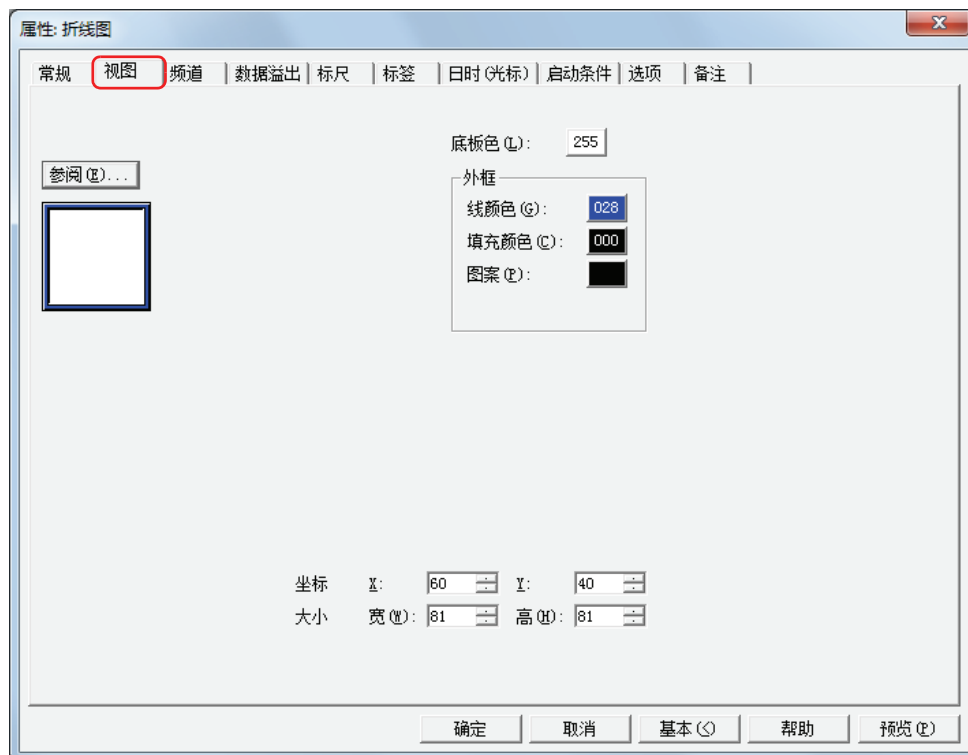 属性: 折线图
常规 视图 频道 数据溢出 标尺 标签 日时(光标) 启动条件 选项 备注
底板色(L): 255
参阅(E)...
外框
线颜色(G): 028
填充颜色(C): 000
图案(P):
坐标 X: 60 Y: 40
大小 宽(W): 81 高(H): 81
确定 取消 基本(<) 帮助 预览(P)